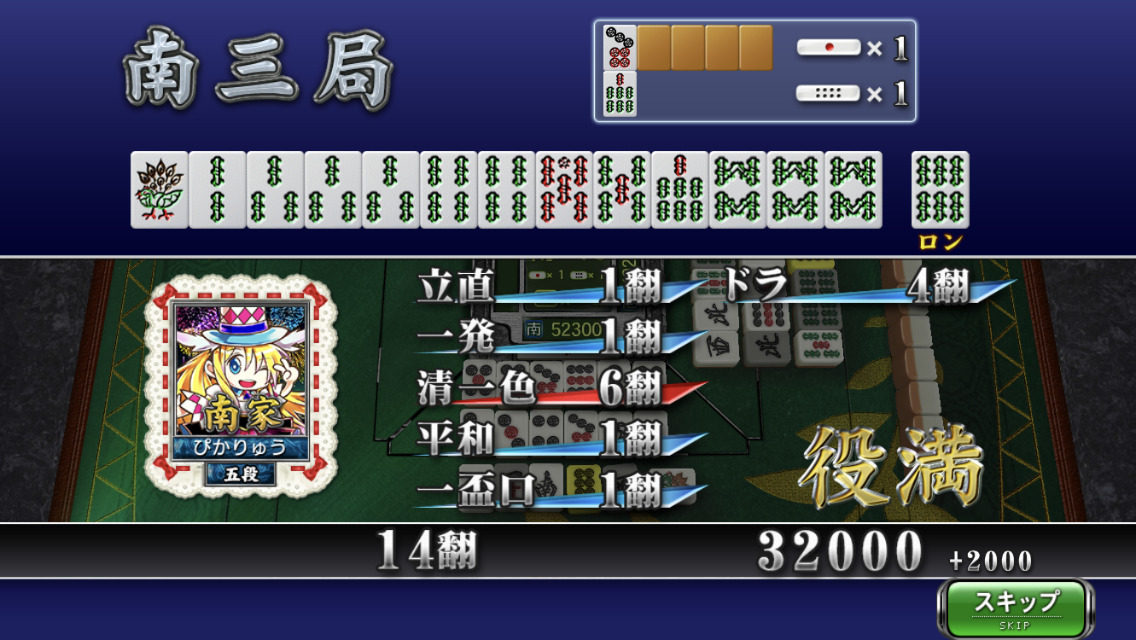 南三局
× 1
× 1
ロン
立直 1翻
ドラ 4翻
一発 1翻
南 52300
清一色 6翻
平和 1翻
一盃口 1翻
南家
ぴかりゅう
五段
役満
14翻
32000 +2000
スキップ
SKIP